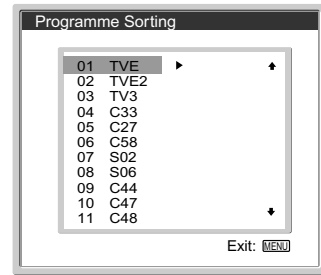 Programme Sorting
01 TVE
02 TVE2
03 TV3
04 C33
05 C27
06 C58
07 S02
08 S06
09 C44
10 C47
11 C48
Exit: MENU